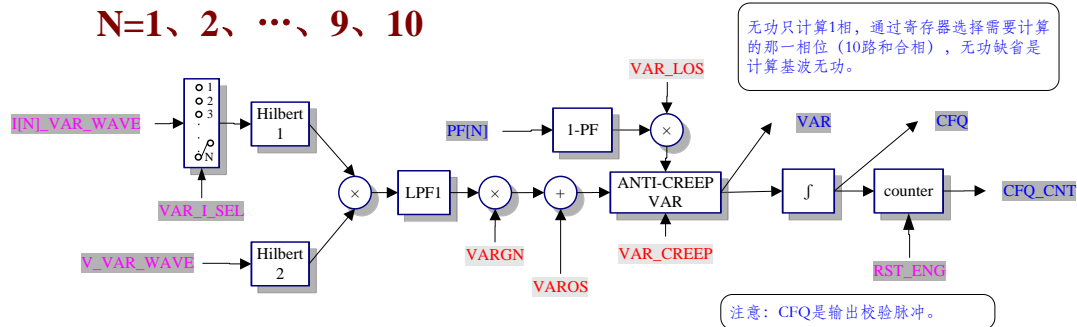 N=1、2、…、9、10
无功只计算1相，通过寄存器选择需要计算
的那一相位（10路和合相），无功缺省是
计算基波无功。
VAR_LOS
I[N]_VAR_WAVE
1
2
3
N
Hilbert
1
PF[N]
1-PF
×
VAR
CFQ
×
LPF1
×
+
ANTI-CREEP
VAR
∫
counter
CFQ_CNT
VAR_I_SEL
V_VAR_WAVE
Hilbert
2
VARGN
VAROS
VAR_CREEP
RST_ENG
注意：CFQ是输出校验脉冲。